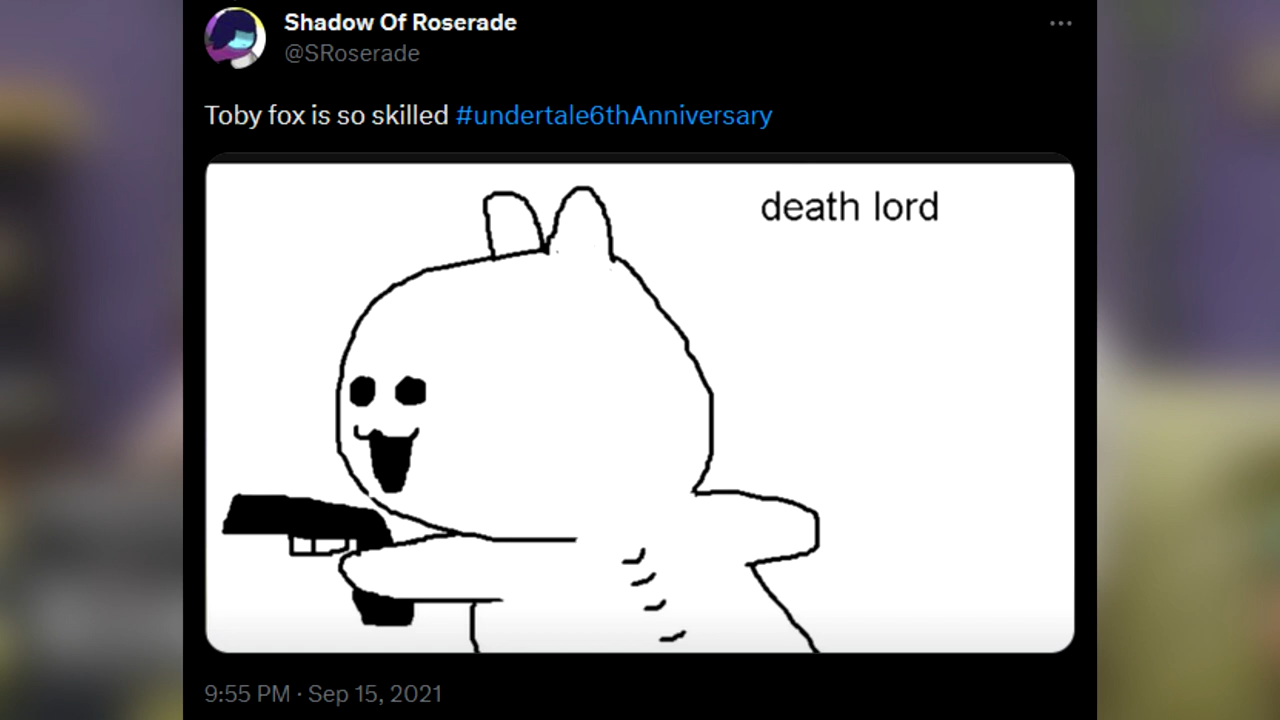 Shadow Of Roserade
@SRoserade
Toby fox is so skilled #undertale6thAnniversary
death lord
9:55 PM · Sep 15, 2021